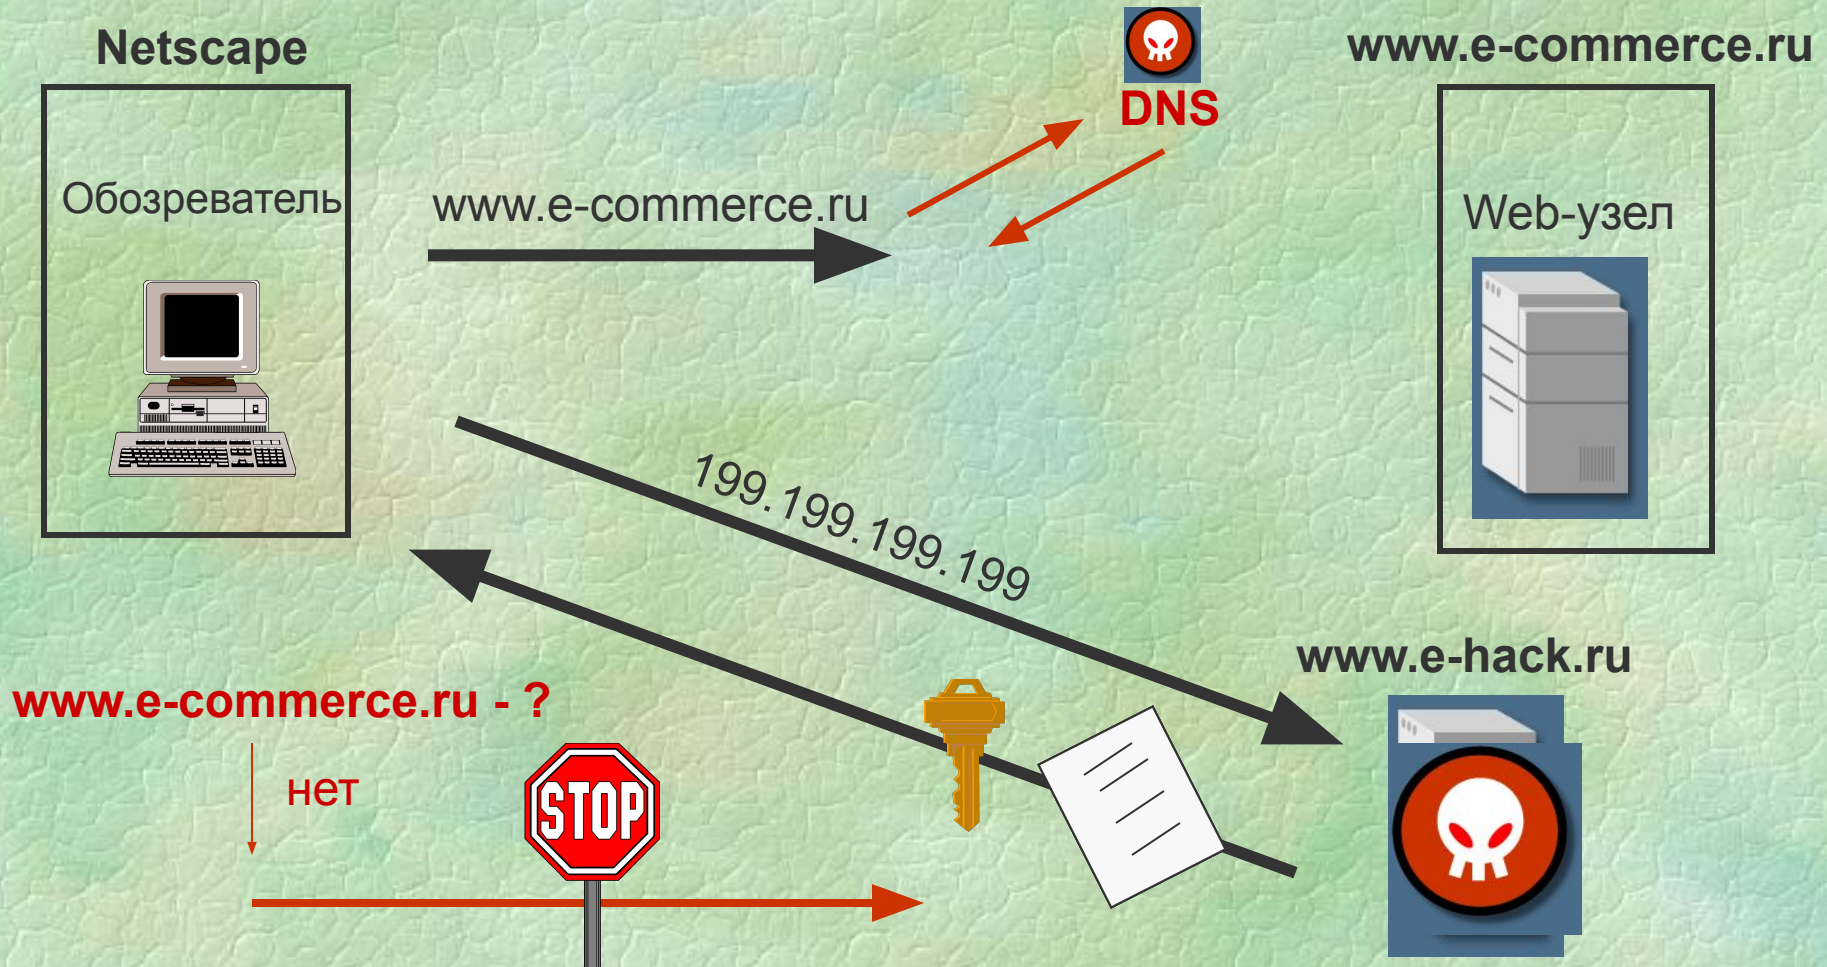 Netscape
www.e-commerce.ru
DNS
Обозреватель
www.e-commerce.ru
Web-узел
199.199.199.199
www.e-hack.ru
www.e-commerce.ru - ?
нет
STOP